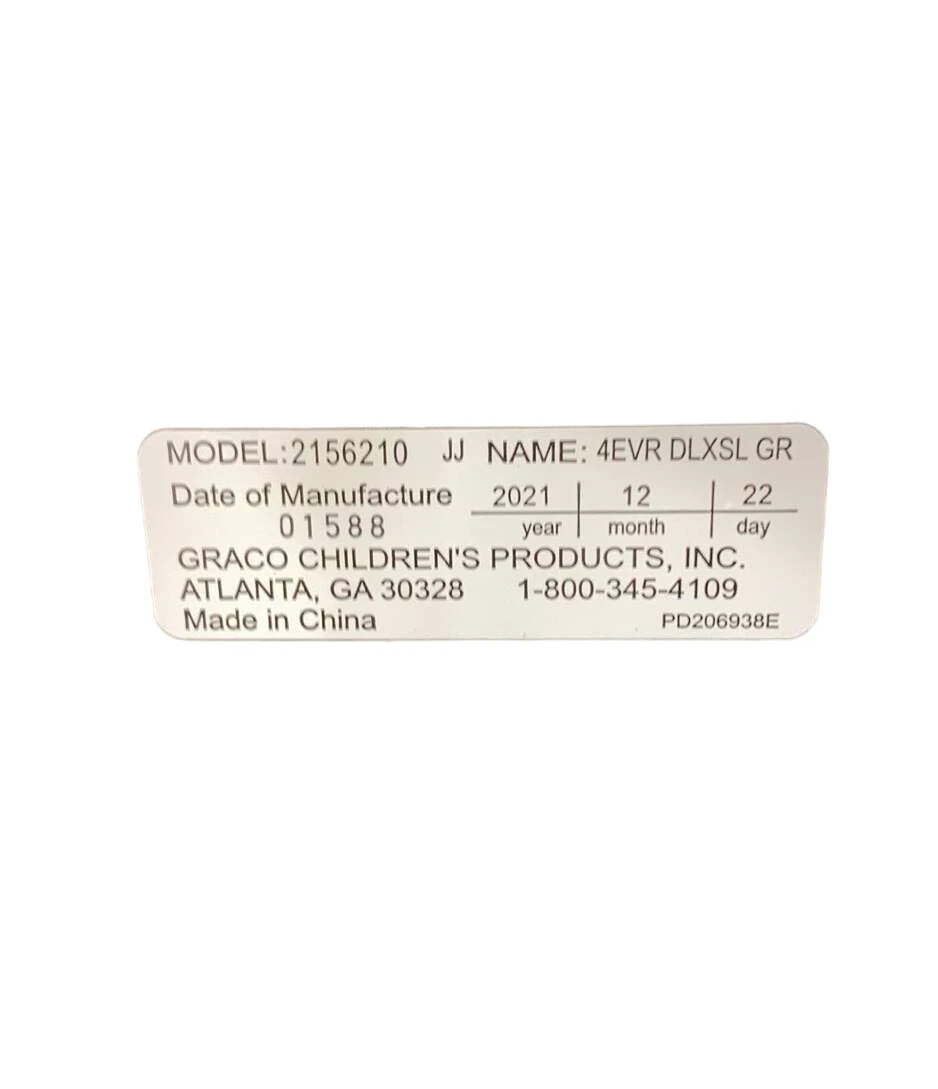 MODEL:2156210 JJ NAME: 4EVR DLXSL GR
Date of Manufacture 2021 12 22
01588 year month day
GRACO CHILDREN'S PRODUCTS, INC.
ATLANTA, GA 30328 1-800-345-4109
Made in China PD206938E